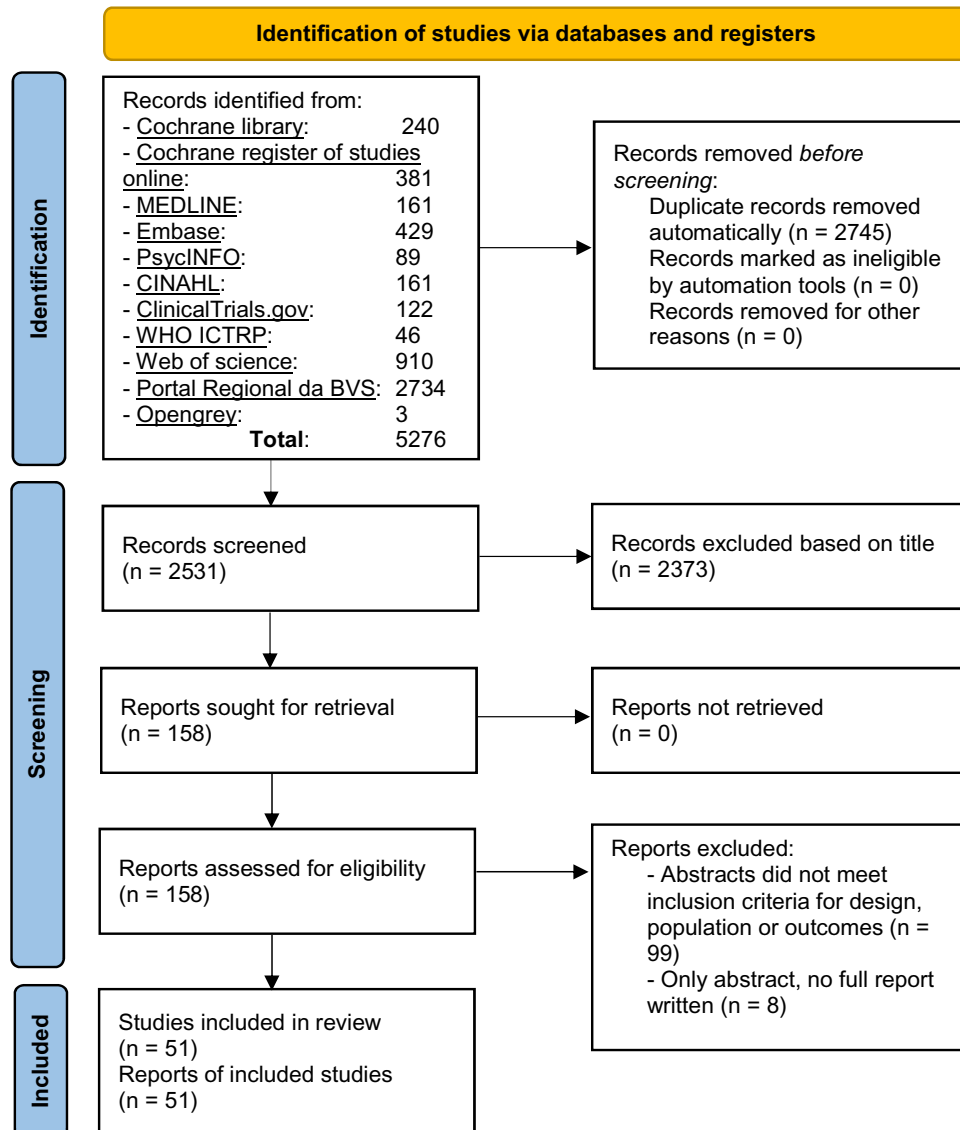 Identification of studies via databases and registers
Identification
Records identified from:
- Cochrane library: 240
- Cochrane register of studies
online: 381
- MEDLINE: 161
- Embase: 429
- PsycINFO: 89
- CINAHL: 161
- ClinicalTrials.gov: 122
- WHO ICTRP: 46
- Web of science: 910
- Portal Regional da BVS: 2734
- Opengrey: 3
Total: 5276
Records removed before
screening:
Duplicate records removed
automatically (n = 2745)
Records marked as ineligible
by automation tools (n = 0)
Records removed for other
reasons (n = 0)
Screening
Records screened
(n = 2531)
Records excluded based on title
(n = 2373)
Reports sought for retrieval
(n = 158)
Reports not retrieved
(n = 0)
Reports assessed for eligibility
(n = 158)
Reports excluded:
- Abstracts did not meet
inclusion criteria for design,
population or outcomes (n =
99)
- Only abstract, no full report
written (n = 8)
Included
Studies included in review
(n = 51)
Reports of included studies
(n = 51)